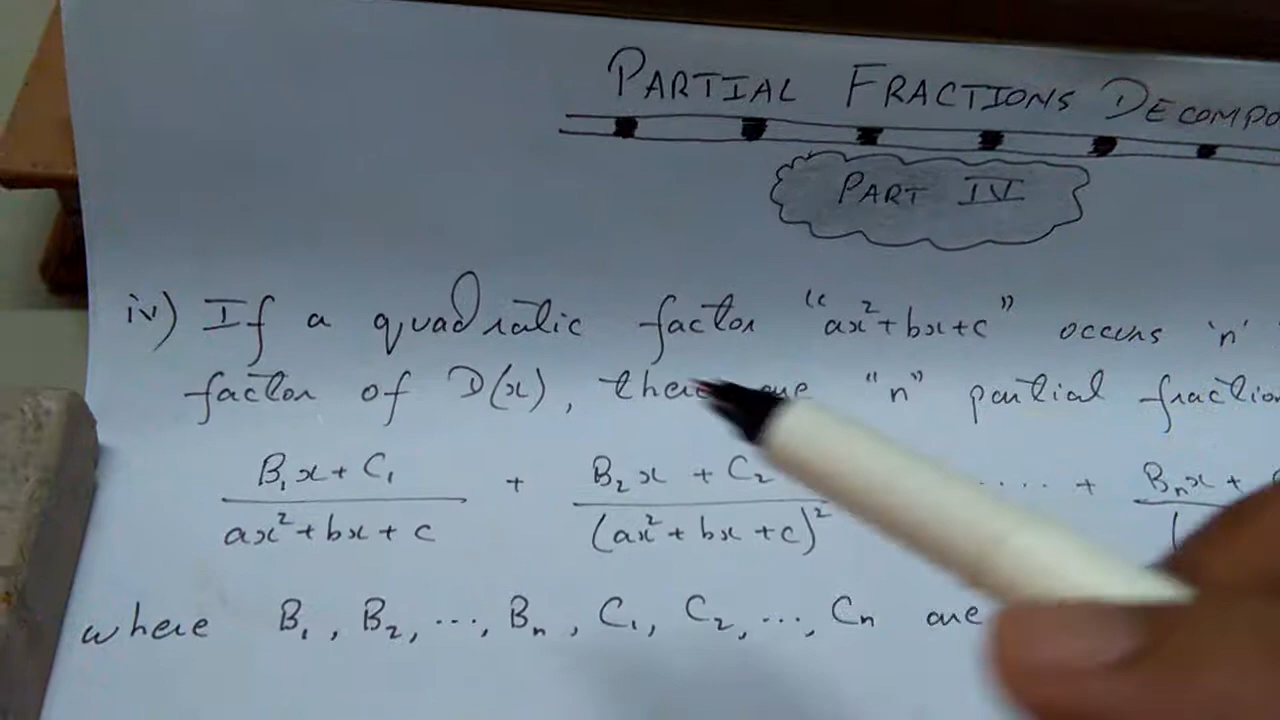 PARTIAL FRACTIONS DECOMPO
PART IV
iv) If a quadratic factor "ax²+bx+c" occurs 'n'
factor of D(x), there are "n" partial fraction
B₁x + C₁ / ax² + bx + c + B₂x + C₂ / (ax² + bx + c)² .... + Bₙx +
where B₁, B₂, ..., Bₙ, C₁, C₂, ..., Cₙ are